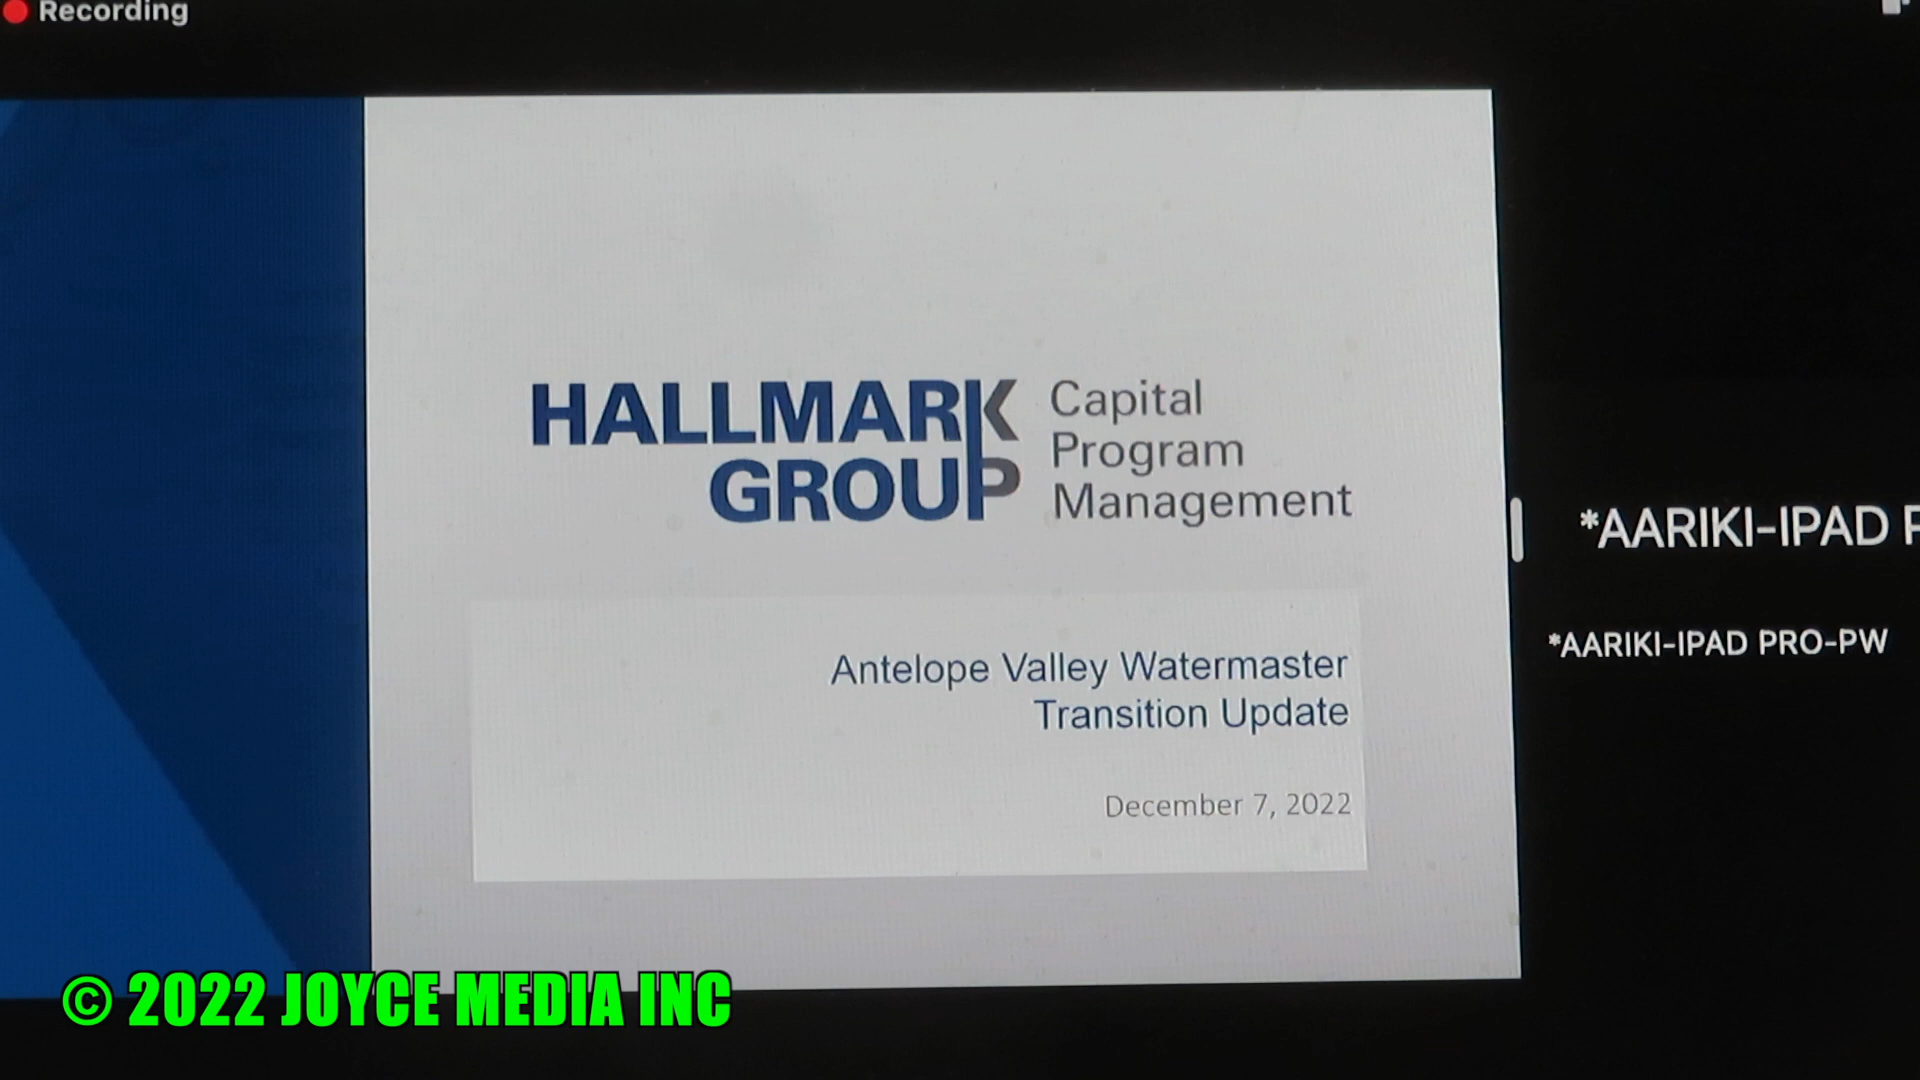 Recording
HALLMARK
GROUP
Capital
Program
Management
Antelope Valley Watermaster
Transition Update
December 7, 2022
*AARIKI-IPAD P
*AARIKI-IPAD PRO-PW
© 2022 JOYCE MEDIA INC